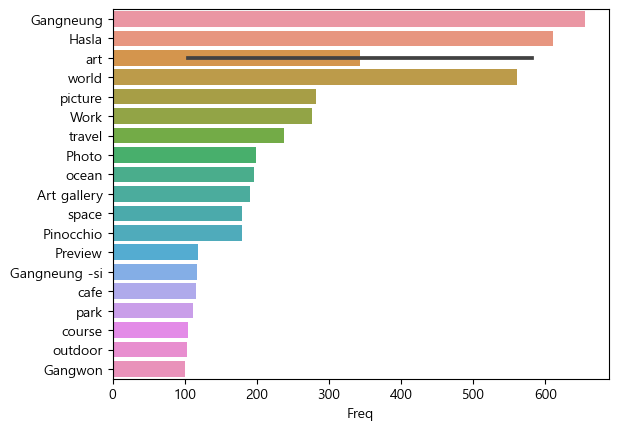 Gangneung
Hasla
art
world
picture
Work
travel
Photo
ocean
Art gallery
space
Pinocchio
Preview
Gangneung -si
cafe
park
course
outdoor
Gangwon
0 100 200 300 400 500 600
Freq